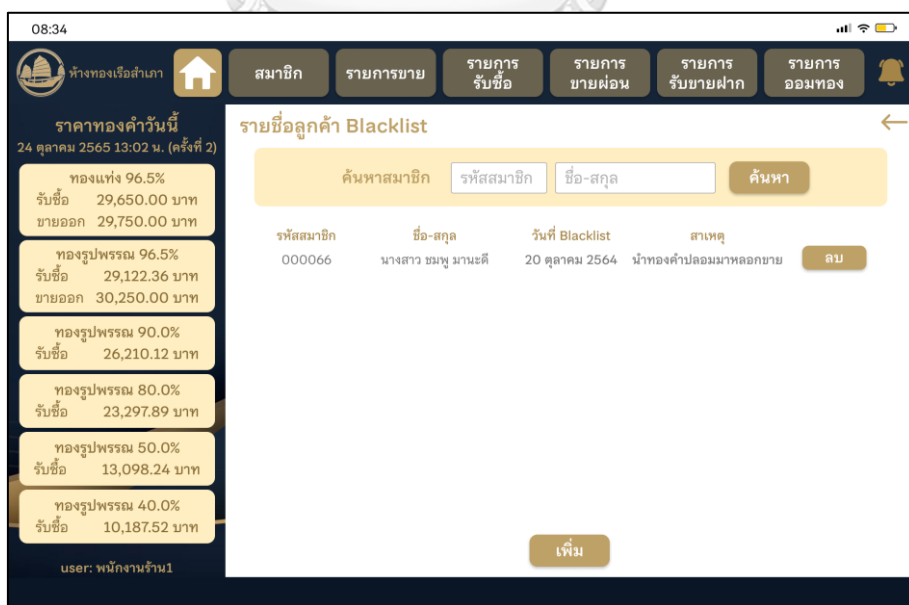 08:34
ห้างทองเรือสำเภา
สมาชิก
รายการขาย
รายการ
รับซื้อ
รายการ
ขายผ่อน
รายการ
รับขายฝาก
รายการ
ออมทอง
ราคาทองคำวันนี้
24 ตุลาคม 2565 13:02 น. (ครั้งที่ 2)
ทองแท่ง 96.5%
รับซื้อ 29,650.00 บาท
ขายออก 29,750.00 บาท
ทองรูปพรรณ 96.5%
รับซื้อ 29,122.36 บาท
ขายออก 30,250.00 บาท
ทองรูปพรรณ 90.0%
รับซื้อ 26,210.12 บาท
ทองรูปพรรณ 80.0%
รับซื้อ 23,297.89 บาท
ทองรูปพรรณ 50.0%
รับซื้อ 13,098.24 บาท
ทองรูปพรรณ 40.0%
รับซื้อ 10,187.52 บาท
user: พนักงานร้าน1
รายชื่อลูกค้า Blacklist
ค้นหาสมาชิก รหัสสมาชิก ชื่อ-สกุล ค้นหา
รหัสสมาชิก ชื่อ-สกุล วันที่ Blacklist สาเหตุ
000066 นางสาว ชมพู มานะดี 20 ตุลาคม 2564 นำทองคำปลอมมาหลอกขาย ลบ
เพิ่ม